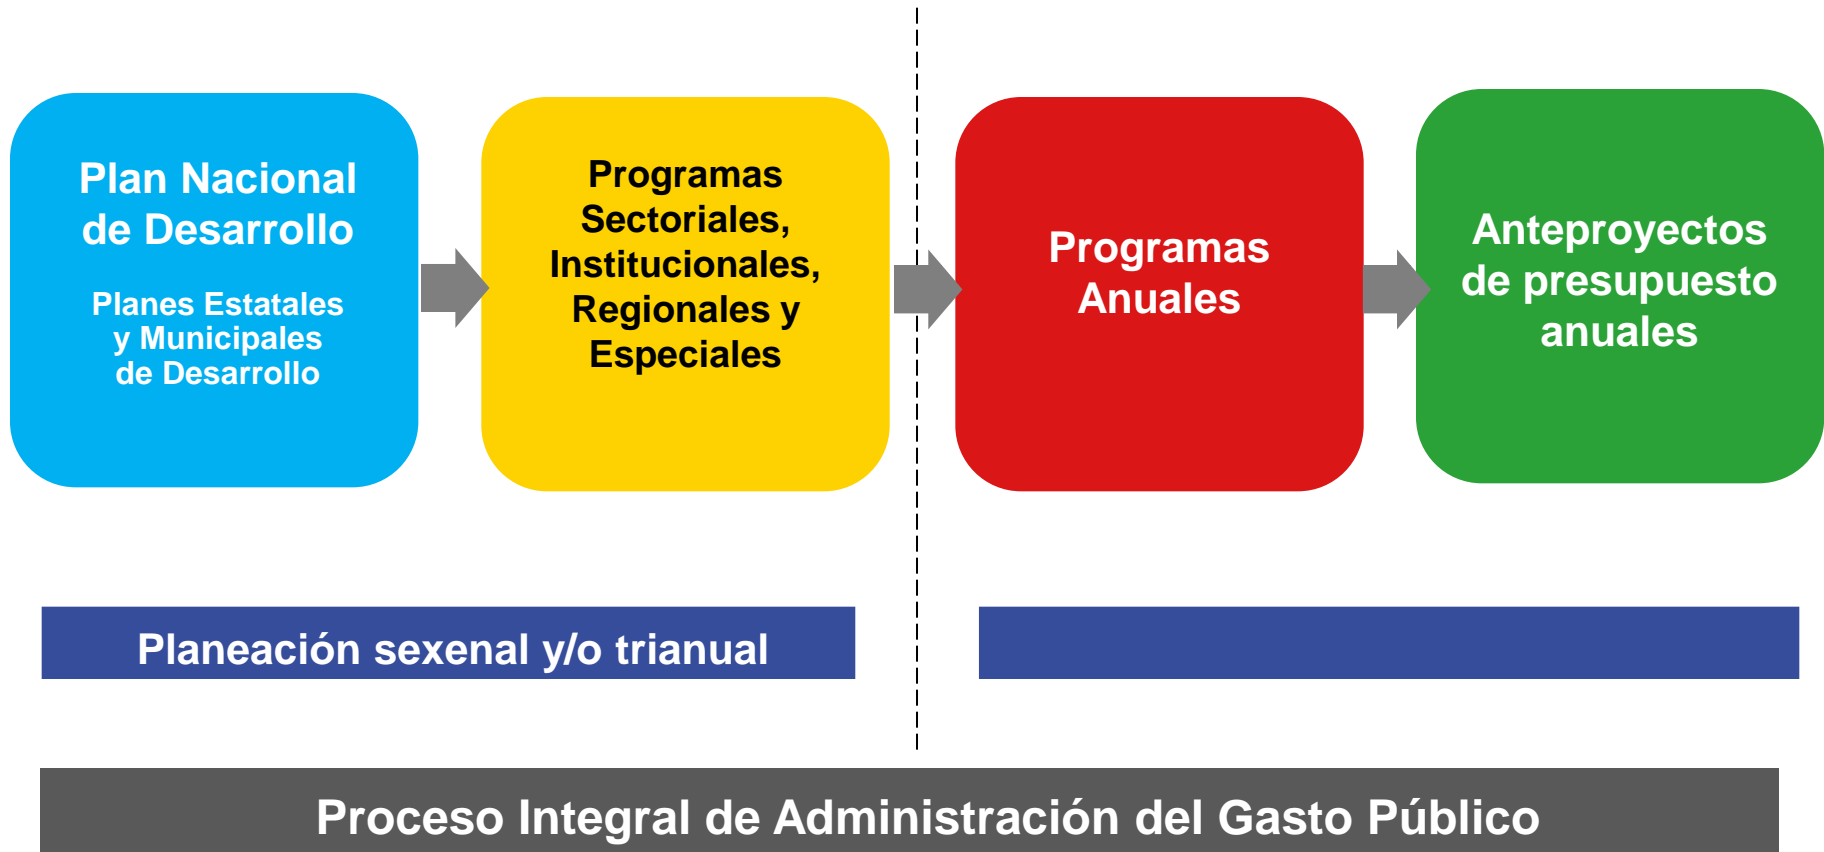 Plan Nacional
de Desarrollo
Planes Estatales
y Municipales
de Desarrollo
Programas
Sectoriales,
Institucionales,
Regionales y
Especiales
Programas
Anuales
Anteproyectos
de presupuesto
anuales
Planeación sexenal y/o trianual
Proceso Integral de Administración del Gasto Público